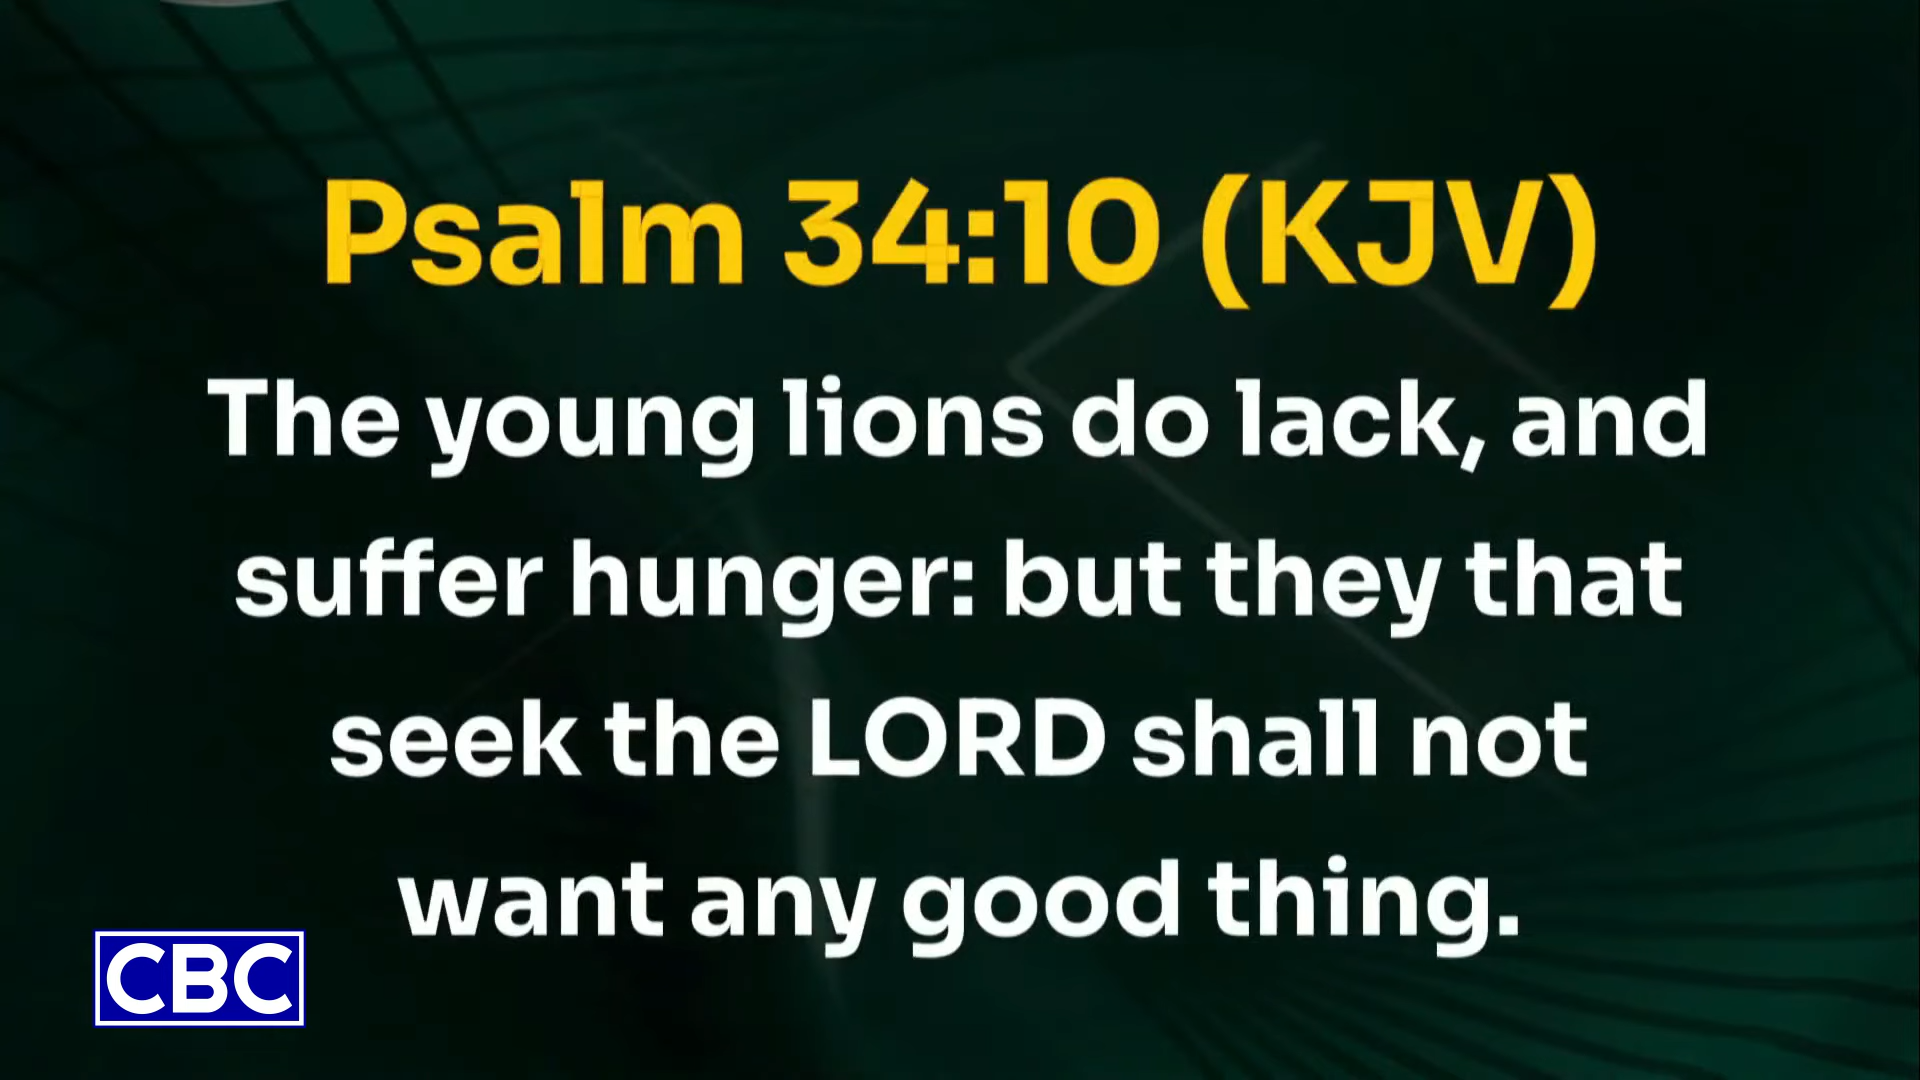 Psalm 34:10 (KJV)
The young lions do lack, and
suffer hunger: but they that
seek the LORD shall not
want any good thing.
CBC